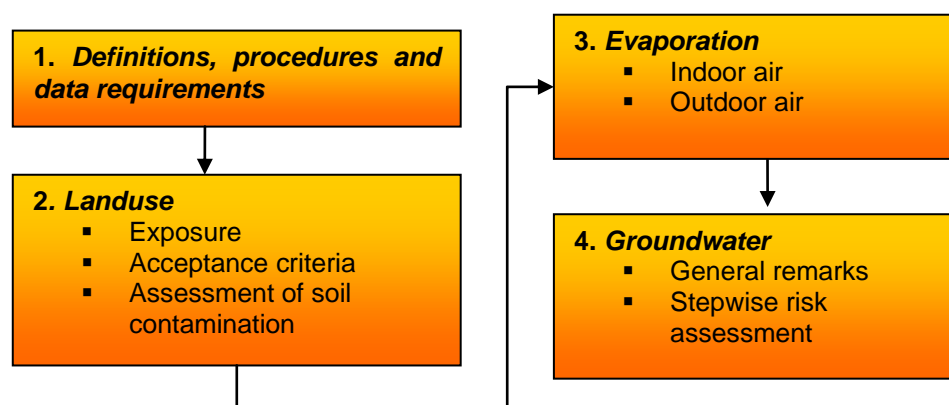 1. Definitions, procedures and
data requirements
2. Landuse
▪ Exposure
▪ Acceptance criteria
▪ Assessment of soil
contamination
3. Evaporation
▪ Indoor air
▪ Outdoor air
4. Groundwater
▪ General remarks
▪ Stepwise risk
assessment